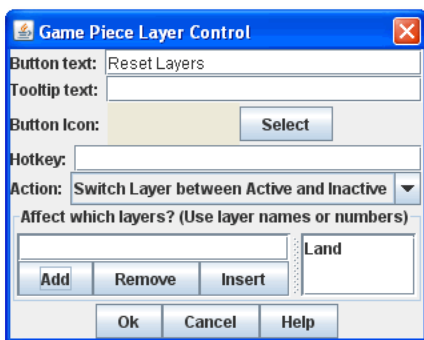 Game Piece Layer Control
Button text: Reset Layers
Tooltip text:
Button Icon: Select
Hotkey:
Action: Switch Layer between Active and Inactive
Affect which layers? (Use layer names or numbers)
Land
Add Remove Insert
Ok Cancel Help